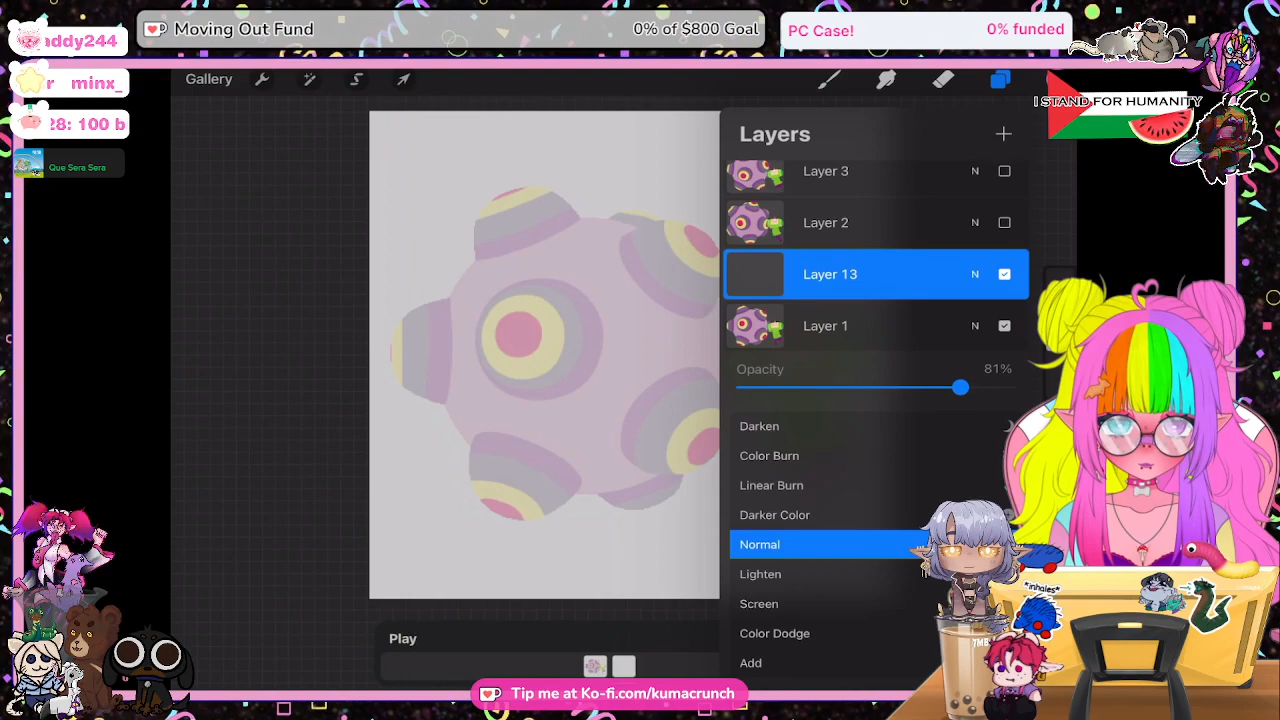 Moving Out Fund
0% of $800 Goal
PC Case!
0% funded
addy244
r minx_
28: 100 b
Que Sera Sera
I STAND FOR HUMANITY
Gallery
Layers
Layer 3
N
Layer 2
N
Layer 13
N
Layer 1
N
Opacity
81%
Darken
Color Burn
Linear Burn
Darker Color
Normal
Lighten
Screen
Color Dodge
Add
Play
*inhales*
Tip me at Ko-fi.com/kumacrunch